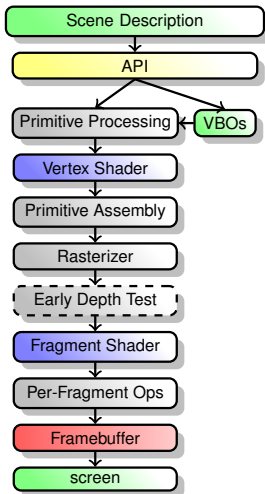 Scene Description
API
Primitive Processing
VBOs
Vertex Shader
Primitive Assembly
Rasterizer
Early Depth Test
Fragment Shader
Per-Fragment Ops
Framebuffer
screen